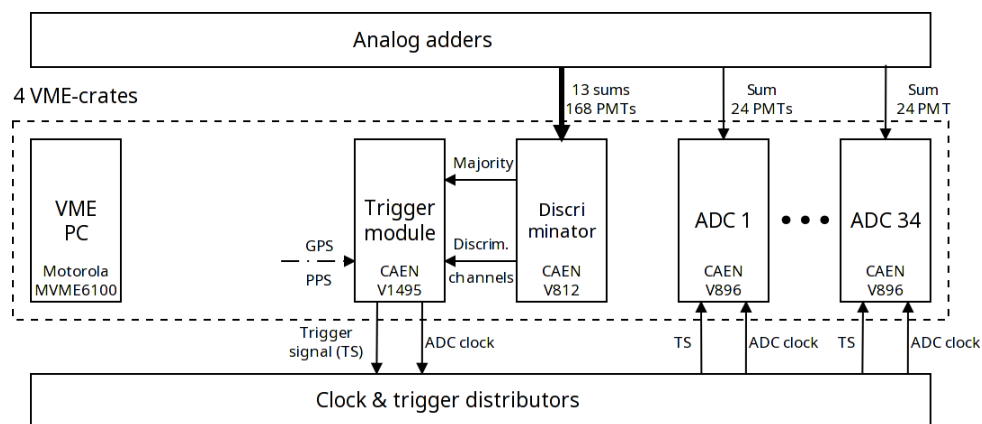 Analog adders
4 VME-crates
13 sums
168 PMTs
Sum
24 PMTs
Sum
24 PMT
VME
PC
Motorola
MVME6100
GPS
PPS
Trigger
module
CAEN
V1495
Majority
Discrim.
channels
Discri
minator
CAEN
V812
ADC 1
CAEN
V896
ADC 34
CAEN
V896
Trigger
signal (TS)
ADC clock
TS
ADC clock
TS
ADC clock
Clock & trigger distributors